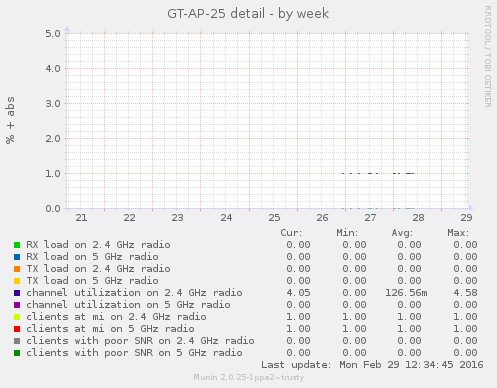 GT-AP-25 detail - by week
RRDTOOL / TOBI OETIKER
% + abs
5.0
4.0
3.0
2.0
1.0
0.0
21 22 23 24 25 26 27 28 29
Cur: Min: Avg: Max:
RX load on 2.4 GHz radio 0.00 0.00 0.00 0.00
RX load on 5 GHz radio 0.00 0.00 0.00 0.00
TX load on 2.4 GHz radio 0.00 0.00 0.00 0.00
TX load on 5 GHz radio 0.00 0.00 0.00 0.00
channel utilization on 2.4 GHz radio 4.05 0.00 126.56m 4.58
channel utilization on 5 GHz radio 0.00 0.00 0.00 0.00
clients at mi on 2.4 GHz radio 1.00 1.00 1.00 1.00
clients at mi on 5 GHz radio 1.00 1.00 1.00 1.00
clients with poor SNR on 2.4 GHz radio 0.00 0.00 0.00 0.00
clients with poor SNR on 5 GHz radio 0.00 0.00 0.00 0.00
Last update: Mon Feb 29 12:34:45 2016
Munin 2.0.25-1ppa2~trusty